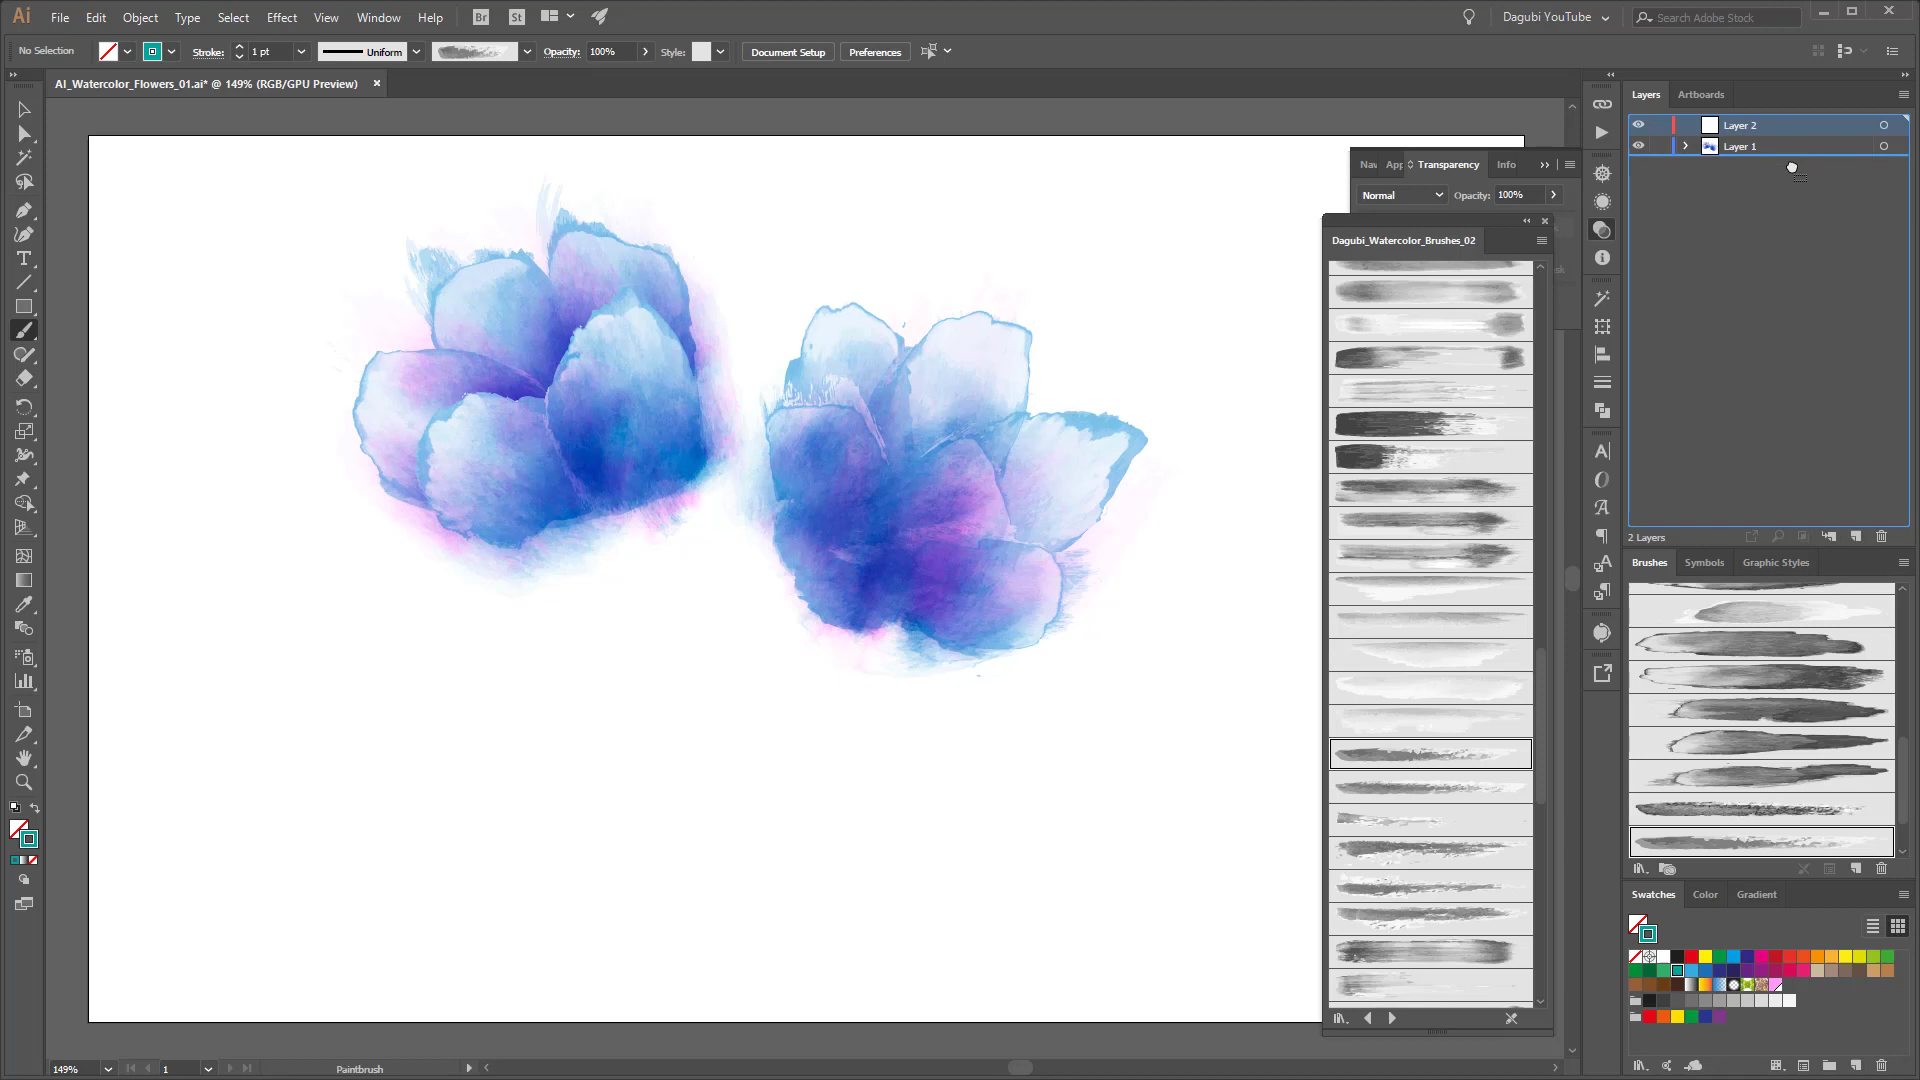 Ai File Edit Object Type Select Effect View Window Help Br St Dagubi YouTube Search Adobe Stock
No Selection Stroke: 1 pt Uniform Opacity: 100% Style: Document Setup Preferences
AI_Watercolor_Flowers_01.ai* @ 149% (RGB/GPU Preview)
Layers Artboards
Layer 2
Layer 1
Nav App Transparency Info
Normal Opacity: 100%
Dagubi_Watercolor_Brushes_02
2 Layers
Brushes Symbols Graphic Styles
Swatches Color Gradient
149% 1 Paintbrush